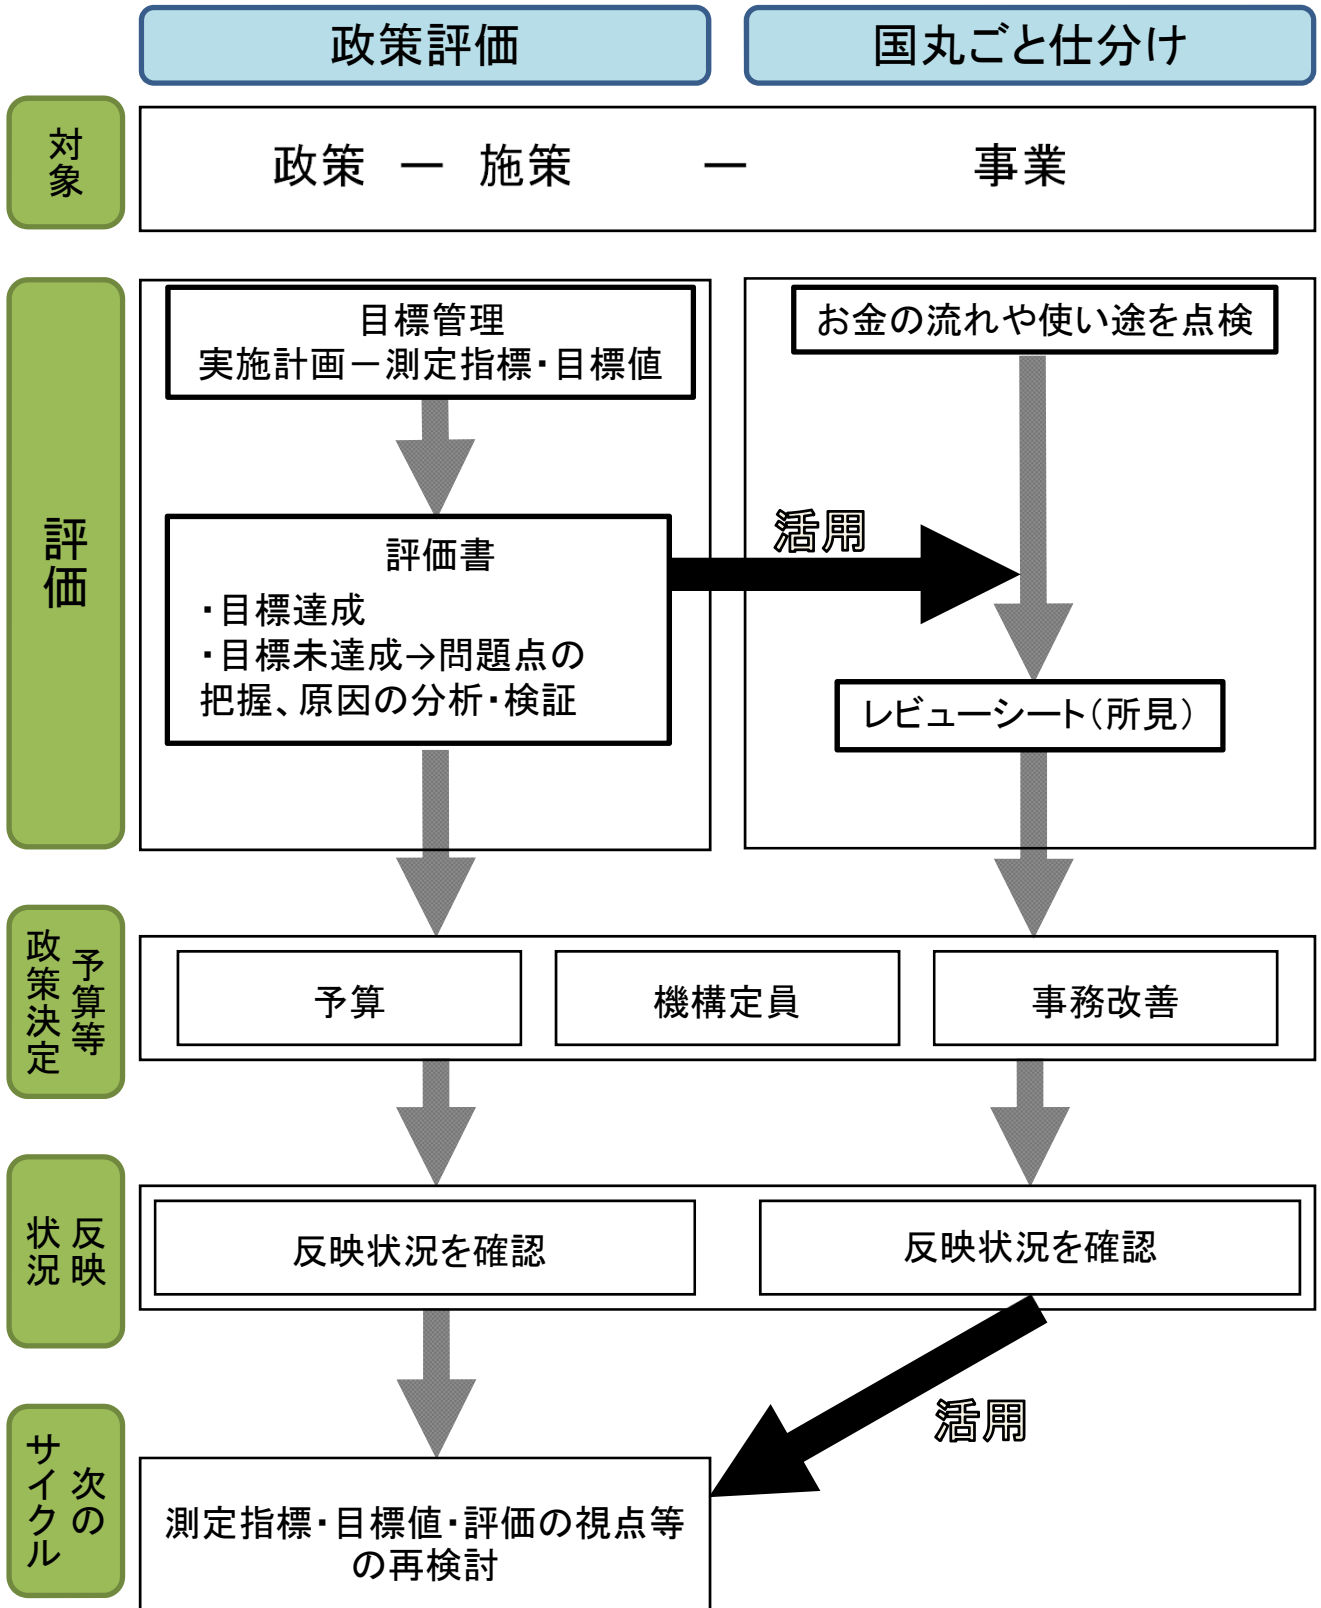 政策評価
国丸ごと仕分け
対象
政策 ー 施策 ー 事業
評価
目標管理
実施計画－測定指標・目標値
お金の流れや使い途を点検
評価書
・目標達成
・目標未達成→問題点の
把握、原因の分析・検証
活用
レビューシート（所見）
予算等
政策決定
予算
機構定員
事務改善
反映
状況
反映状況を確認
反映状況を確認
活用
次の
サイクル
測定指標・目標値・評価の視点等
の再検討